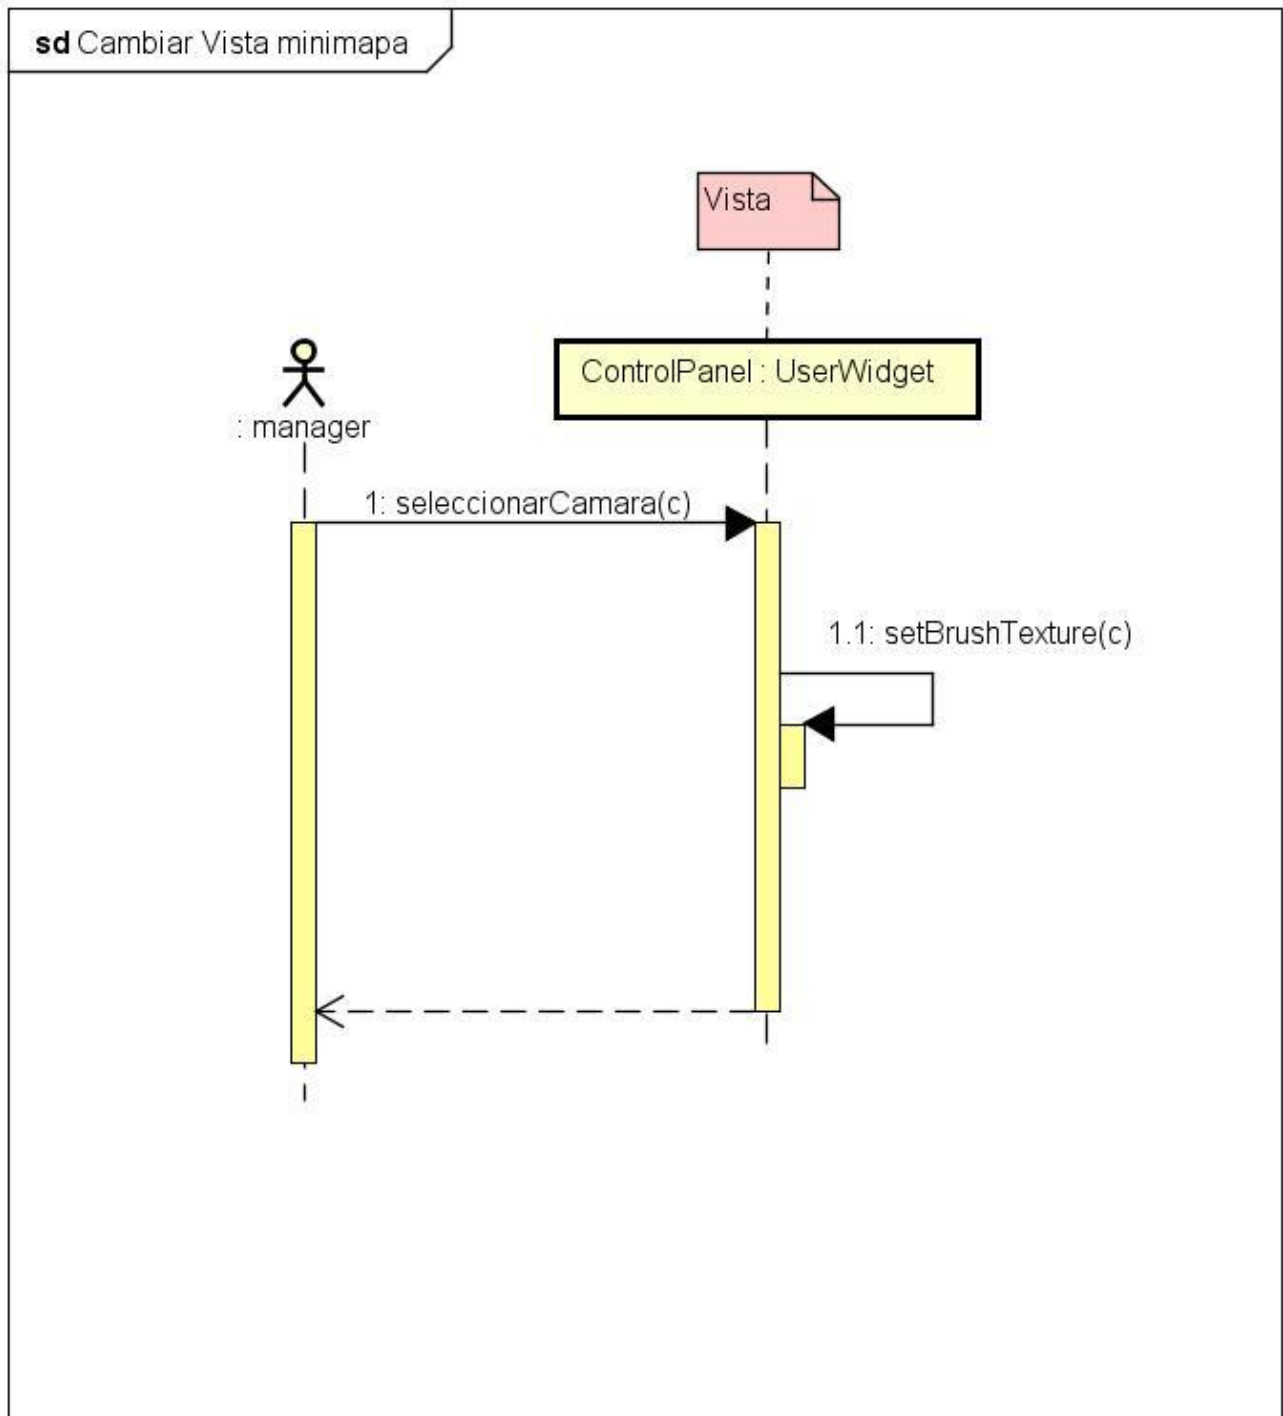 sd Cambiar Vista minimapa
Vista
ControlPanel : UserWidget
: manager
1: seleccionarCamara(c)
1.1: setBrushTexture(c)